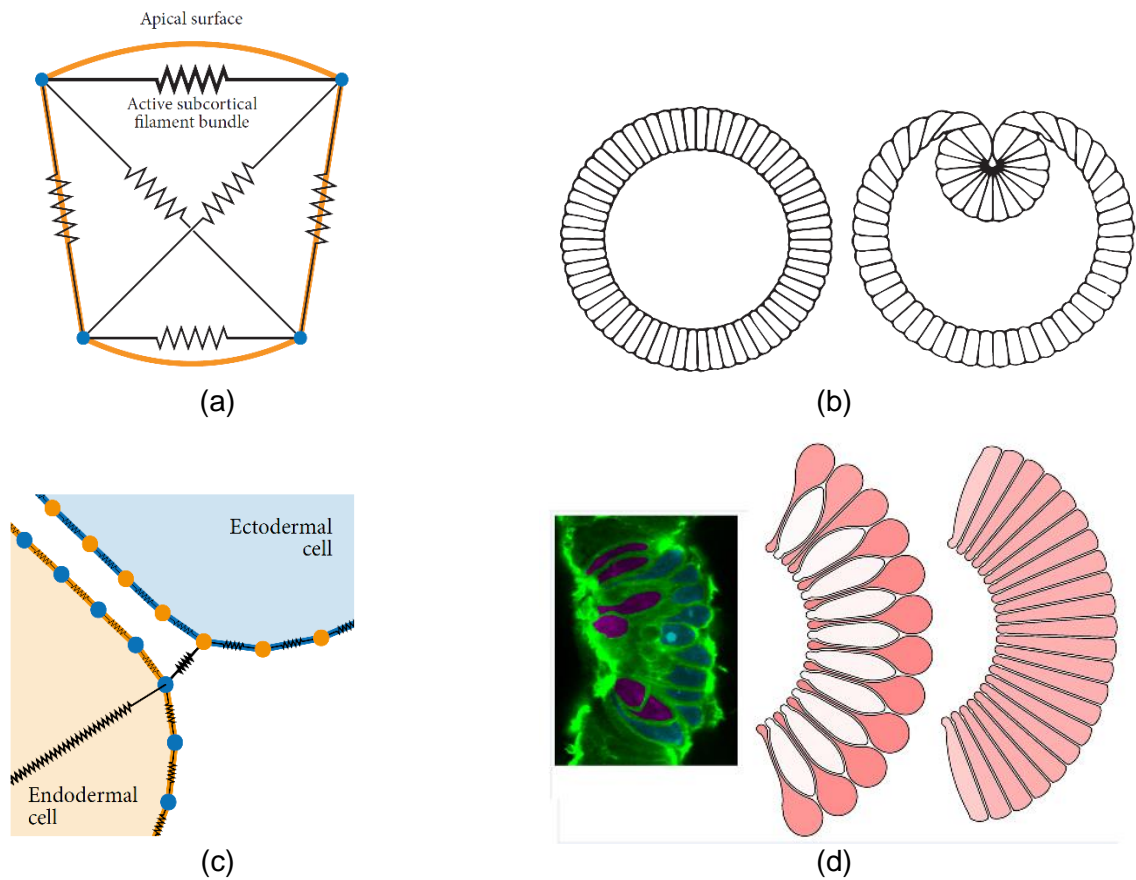 Apical surface
Active subcortical
filament bundle
(a)
(b)
Ectodermal
cell
Endodermal
cell
(c)
(d)